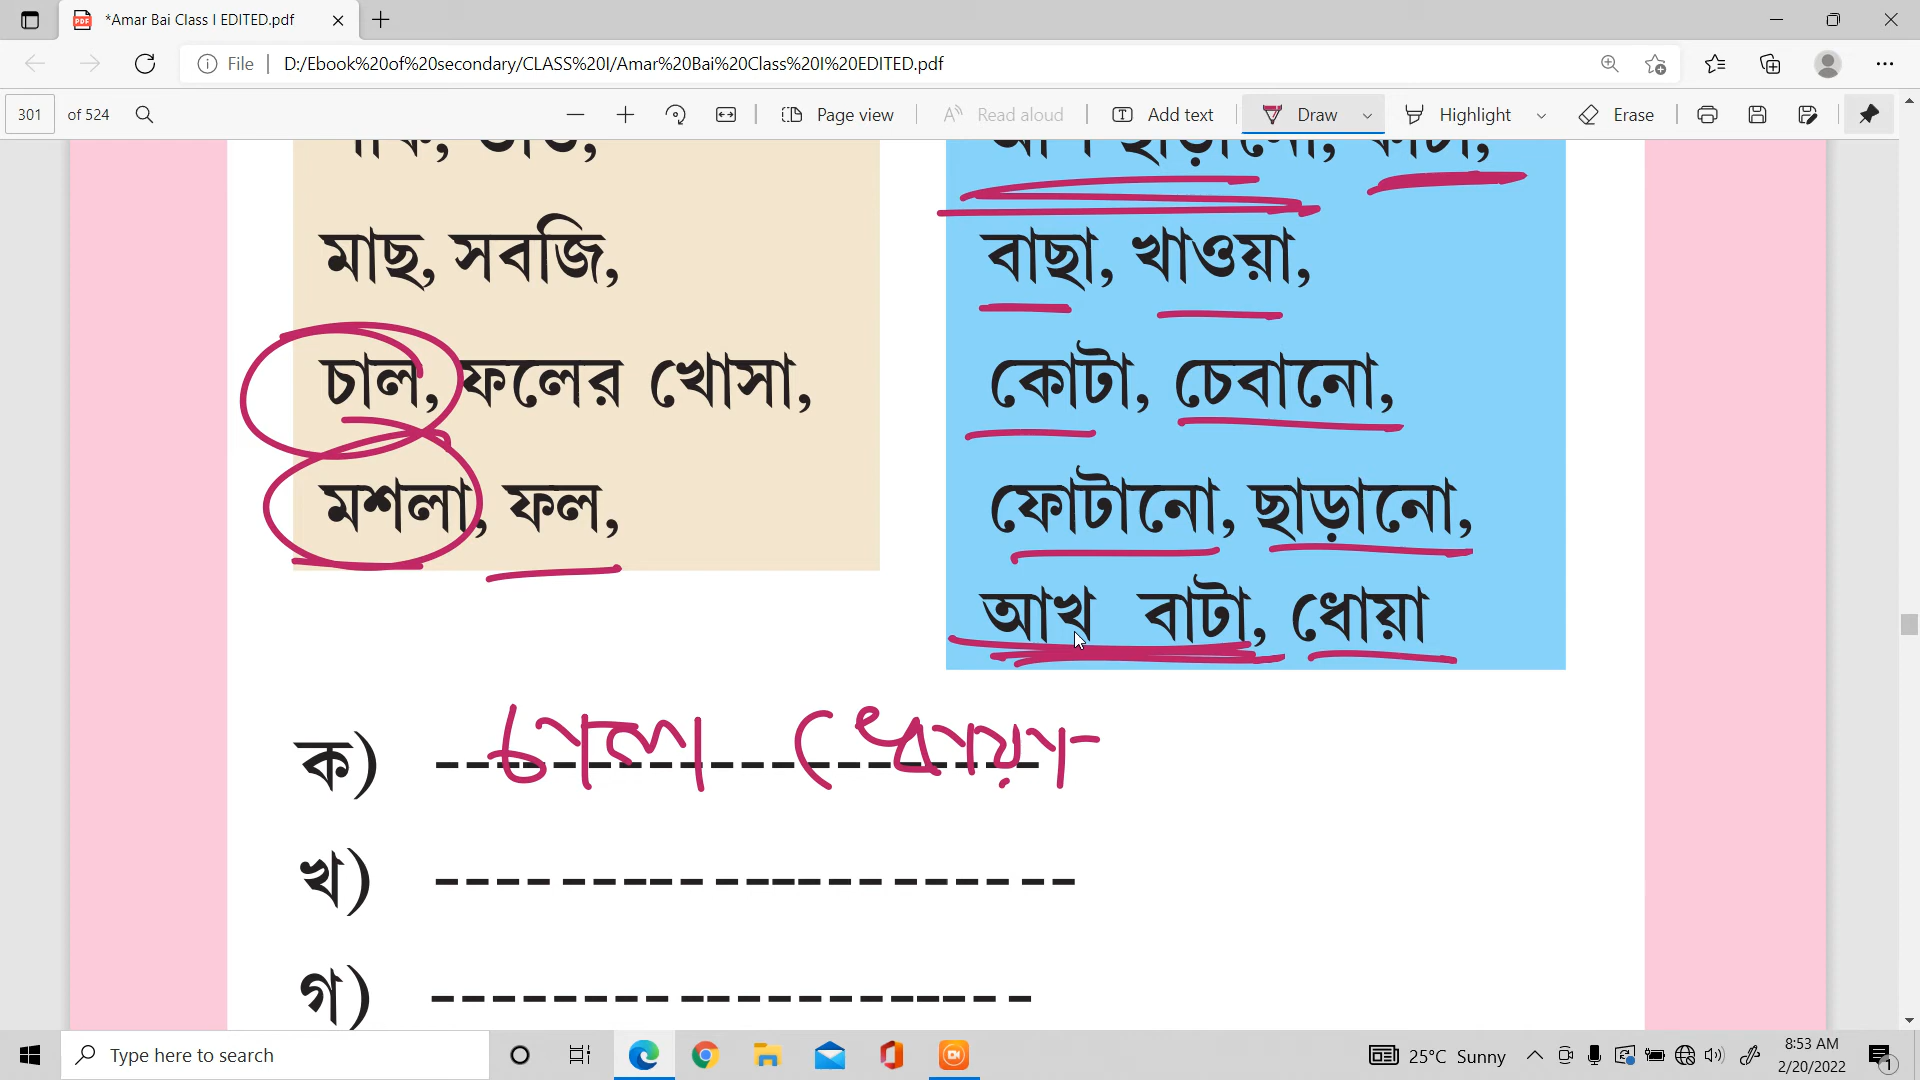 *Amar Bai Class I EDITED.pdf
File D:/Ebook%20of%20secondary/CLASS%20I/Amar%20Bai%20Class%20I%20EDITED.pdf
301 of 524 Page view Read aloud Add text Draw Highlight Erase
মাছ, সবজি,
বাছা, খাওয়া,
চাল, ফলের খোসা,
কোটা, চেবানো,
মশলা, ফল,
ফোটানো, ছাড়ানো,
আখ বাটা, ধোয়া
ক) চাল ধোয়া
খ)
গ)
Type here to search
25°C Sunny
8:53 AM
2/20/2022
1